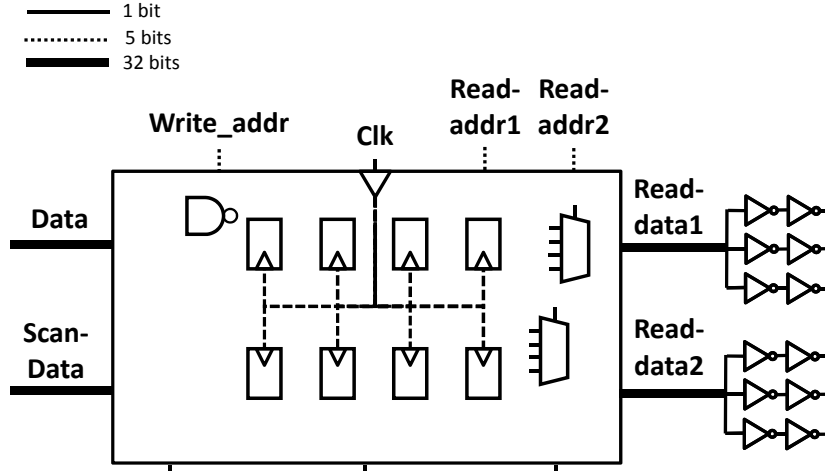 1 bit
5 bits
32 bits
Write_addr
Clk
Read-
addr1
Read-
addr2
Data
Scan-
Data
Read-
data1
Read-
data2